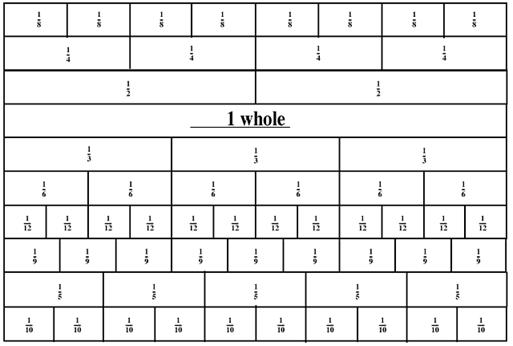 1/8 1/8 1/8 1/8 1/8 1/8 1/8 1/8
1/4 1/4 1/4 1/4
1/2 1/2
1 whole
1/3 1/3 1/3
1/6 1/6 1/6 1/6 1/6 1/6
1/12 1/12 1/12 1/12 1/12 1/12 1/12 1/12 1/12 1/12 1/12 1/12
1/9 1/9 1/9 1/9 1/9 1/9 1/9 1/9 1/9
1/5 1/5 1/5 1/5 1/5
1/10 1/10 1/10 1/10 1/10 1/10 1/10 1/10 1/10 1/10